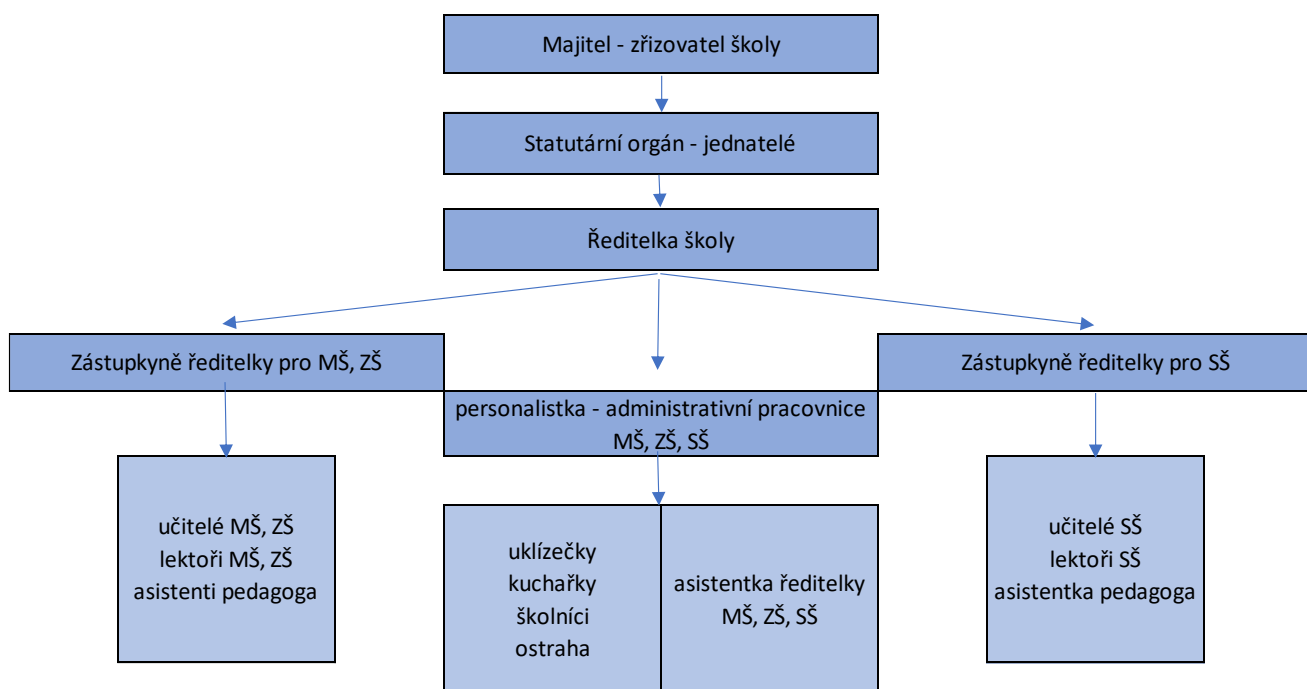 Majitel - zřizovatel školy
Statutární orgán - jednatelé
Ředitelka školy
Zástupkyně ředitelky pro MŠ, ZŠ
Zástupkyně ředitelky pro SŠ
personalistka - administrativní pracovnice
MŠ, ZŠ, SŠ
učitelé MŠ, ZŠ
lektoři MŠ, ZŠ
asistenti pedagoga
uklízečky
kuchařky
školníci
ostraha
asistentka ředitelky
MŠ, ZŠ, SŠ
učitelé SŠ
lektoři SŠ
asistentka pedagoga